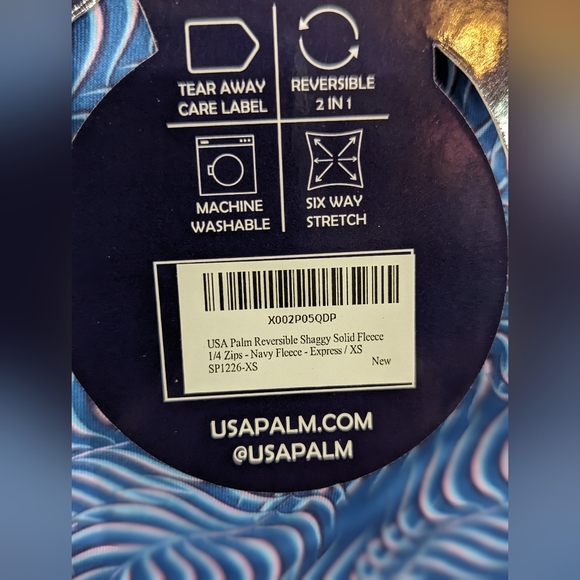 TEAR AWAY
CARE LABEL
REVERSIBLE
2 IN 1
MACHINE
WASHABLE
SIX WAY
STRETCH
X002P05QDP
USA Palm Reversible Shaggy Solid Fleece
1/4 Zips - Navy Fleece - Express / XS
SP1226-XS
New
USAPALM.COM
@USAPALM